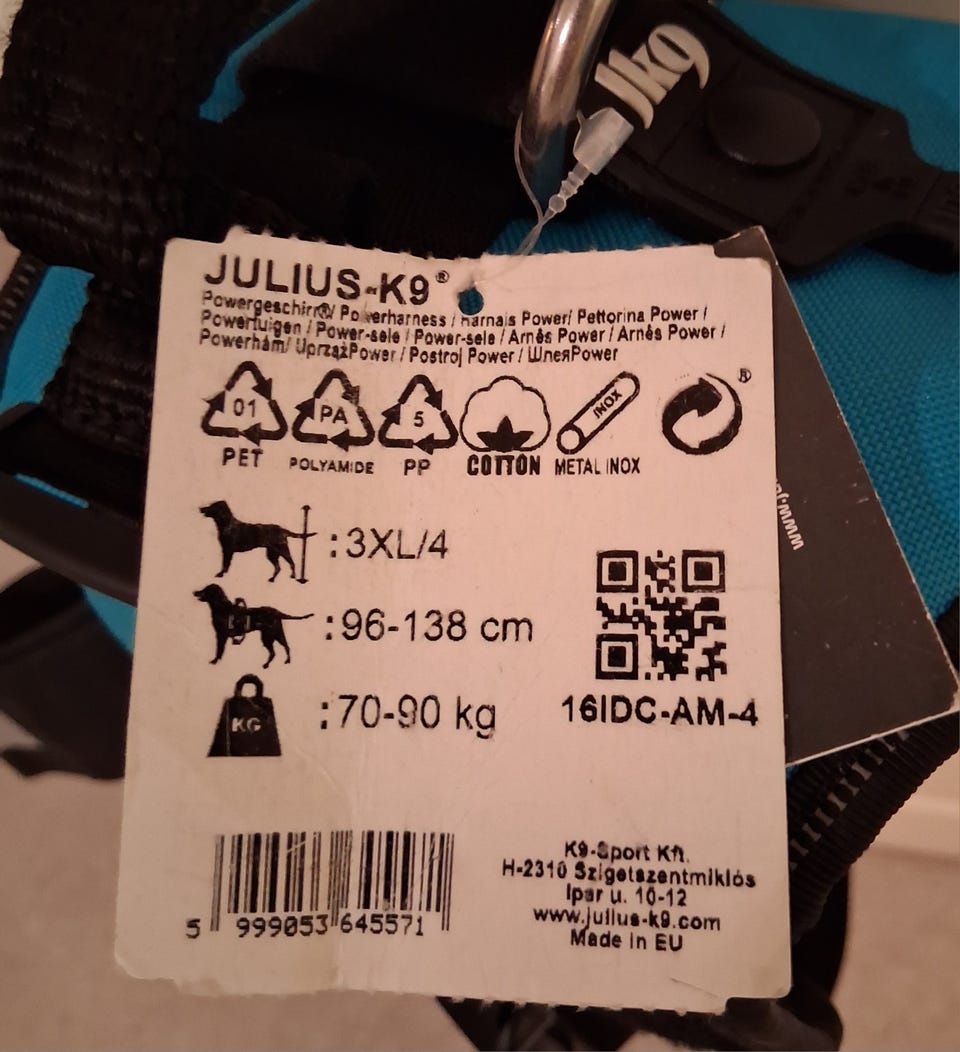 Jk9
JULIUS-K9®
Powergeschirr®/ Powerharness / Harnais Power/ Pettorina Power /
Powertuigen / Power-sele / Power-sele / Arnês Power / Arnés Power /
Powerhám/ UprzążPower / Postroj Power / ШлеяPower
01 PA 5 INOX ®
PET POLYAMIDE PP COTTON METAL INOX
:3XL/4
:96-138 cm
KG :70-90 kg
16IDC-AM-4
www.ju
5 999053 645571
K9-Sport Kft.
H-2310 Szigetszentmiklós
Ipar u. 10-12
www.julius-k9.com
Made in EU